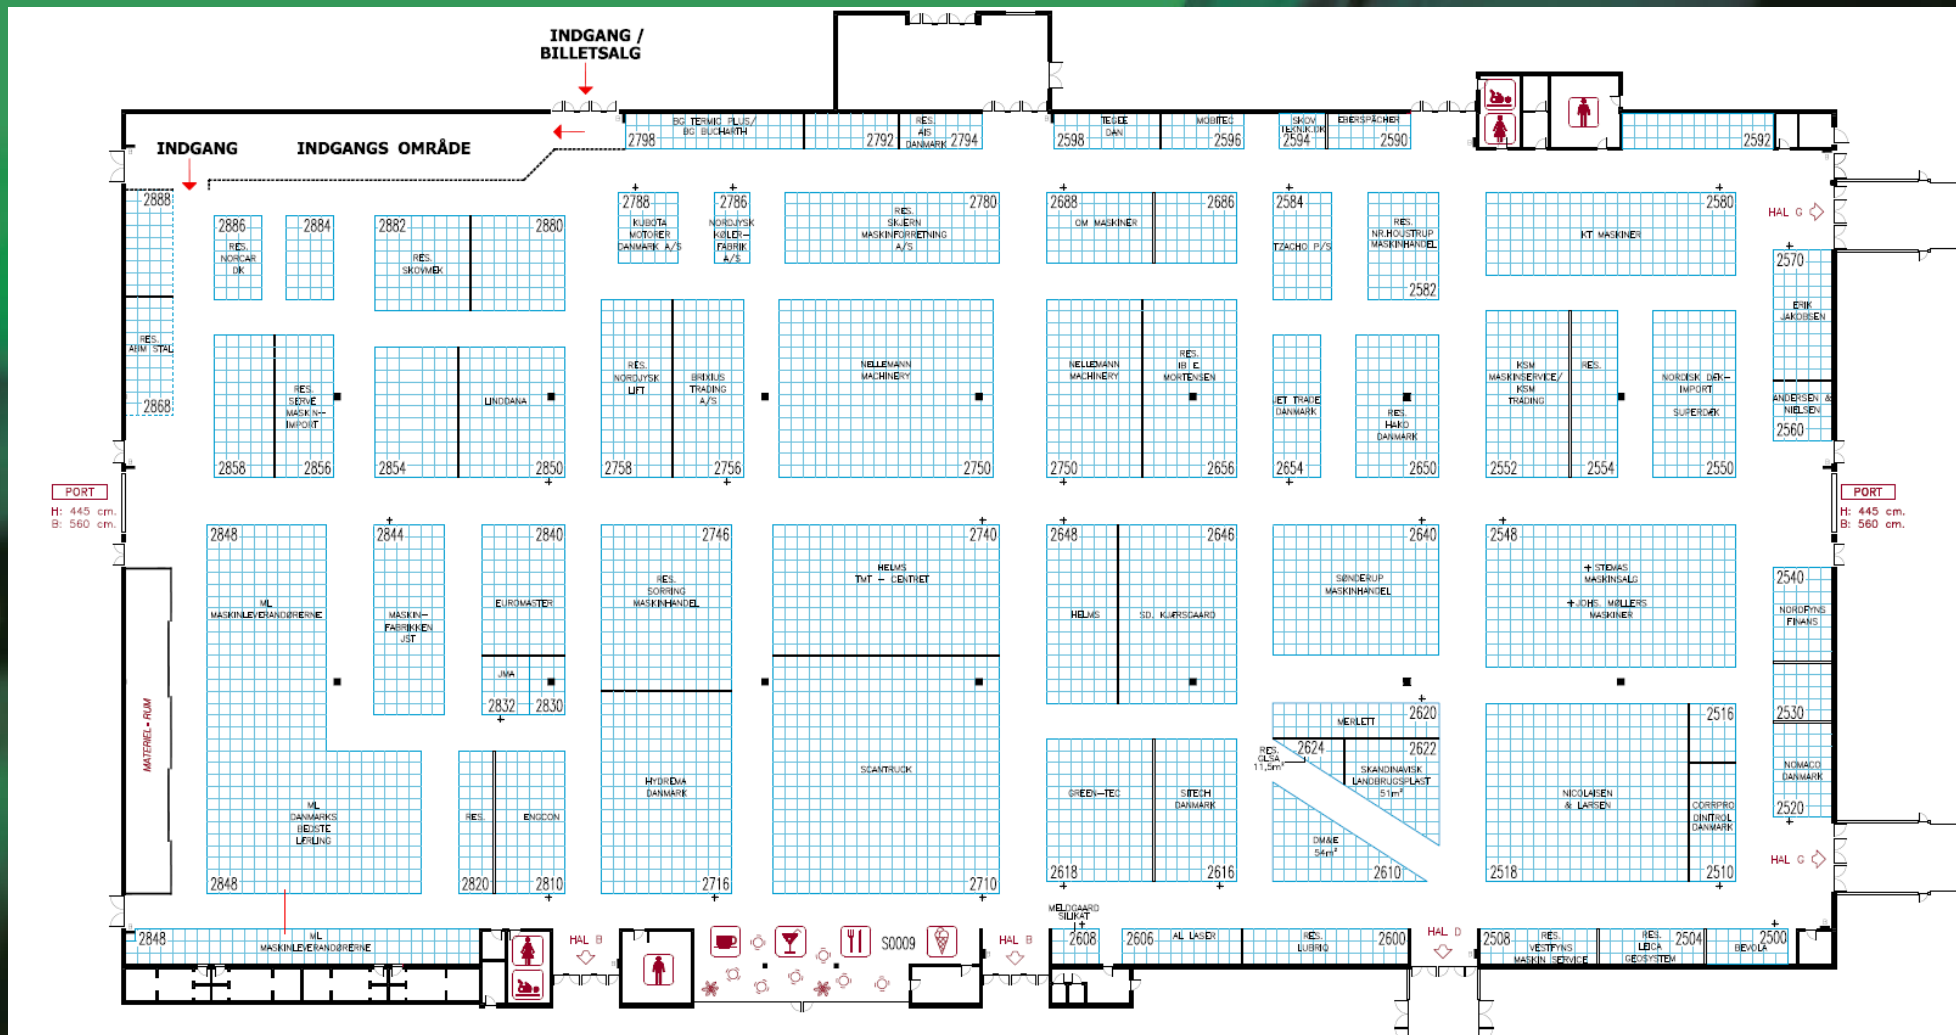 INDGANG /
BILLETSALG
INDGANG
INDGANGS OMRÅDE
BG TERMIC PLUS/
BG BUCHARTH
2798
2792
RES.
AIS
DANMARK
2794
TEGEE
DAN
2598
MOBITEC
2596
SKOV
TEKNIK.DK
2594
EBERSPÄCHER
2590
2592
2888
2886
RES.
NORCAR
DK
2884
2882
RES.
SKOVMEK
2880
2788
KUBOTA
MOTORER
DANMARK A/S
2786
NORDJYSK
KØLER-
FABRIK
A/S
RES.
SKJERN
MASKINFORRETNING
A/S
2780
2688
OM MASKINER
2686
2584
TZACHO P/S
RES.
NR.HOUSTRUP
MASKINHANDEL
2582
2580
KT MASKINER
HAL G
2570
ERIK
JAKOBSEN
ANDERSEN &
NIELSEN
2560
RES.
ABM STAL
2868
RES.
SERVE
MASKIN-
IMPORT
2858
2856
LINDDANA
2854
2850
RES.
NORDJYSK
LIFT
2758
BRIXIUS
TRADING
A/S
2756
NELLEMANN
MACHINERY
2750
NELLEMANN
MACHINERY
2750
RES.
IB E.
MORTENSEN
2656
JET TRADE
DANMARK
2654
RES.
HAKO
DANMARK
2650
KSM
MASKINSERVICE/
KSM
TRADING
2552
RES.
2554
NORDISK DÆK-
IMPORT
SUPERDÆK
2550
PORT
H: 445 cm.
B: 560 cm.
PORT
H: 445 cm.
B: 560 cm.
2848
ML
MASKINLEVERANDØRERNE
2844
MASKIN-
FABRIKKEN
JST
2840
EUROMASTER
JMA
2832
2830
2746
RES.
SORRING
MASKINHANDEL
2740
HELMS
TMT - CENTRET
2648
HELMS
2646
SD. KJÆRSGAARD
2640
SØNDERUP
MASKINHANDEL
2548
+ STEMAS
MASKINSALG
+ JOHS. MØLLERS
MASKINER
2540
NORDFYNS
FINANS
2530
NOMACO
DANMARK
2520
MATERIEL - RUM
ML
DANMARKS
BEDSTE
LÆRLING
2848
RES.
2820
ENGCON
2810
HYDREMA
DANMARK
2716
SCANTRUCK
2710
GREEN-TEC
2618
SITECH
DANMARK
2616
MERLETT
2620
RES.
GLSA
11,5m²
2624
2622
SKANDINAVISK
LANDBRUGSPLAST
51m²
DM&E
54m²
2610
NICOLAISEN
& LARSEN
2518
2516
CORRPRO
DINITROL
DANMARK
2510
HAL G
2848
ML
MASKINLEVERANDØRERNE
HAL B
S0009
HAL B
MELDGAARD
SILIKAT
2608
2606
AL LASER
RES.
LUBRIQ
2600
HAL D
2508
RES.
VESTFYNS
MASKIN SERVICE
RES.
LEICA
GEOSYSTEM
2504
BEVOLA
2500